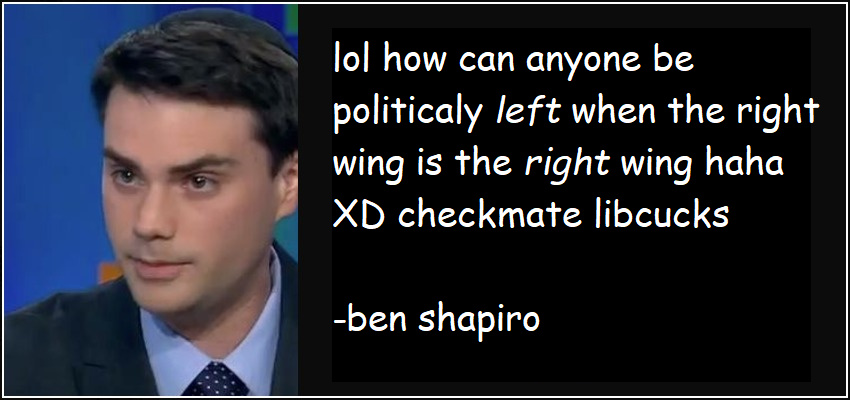 lol how can anyone be
politicaly left when the right
wing is the right wing haha
XD checkmate libcucks
-ben shapiro